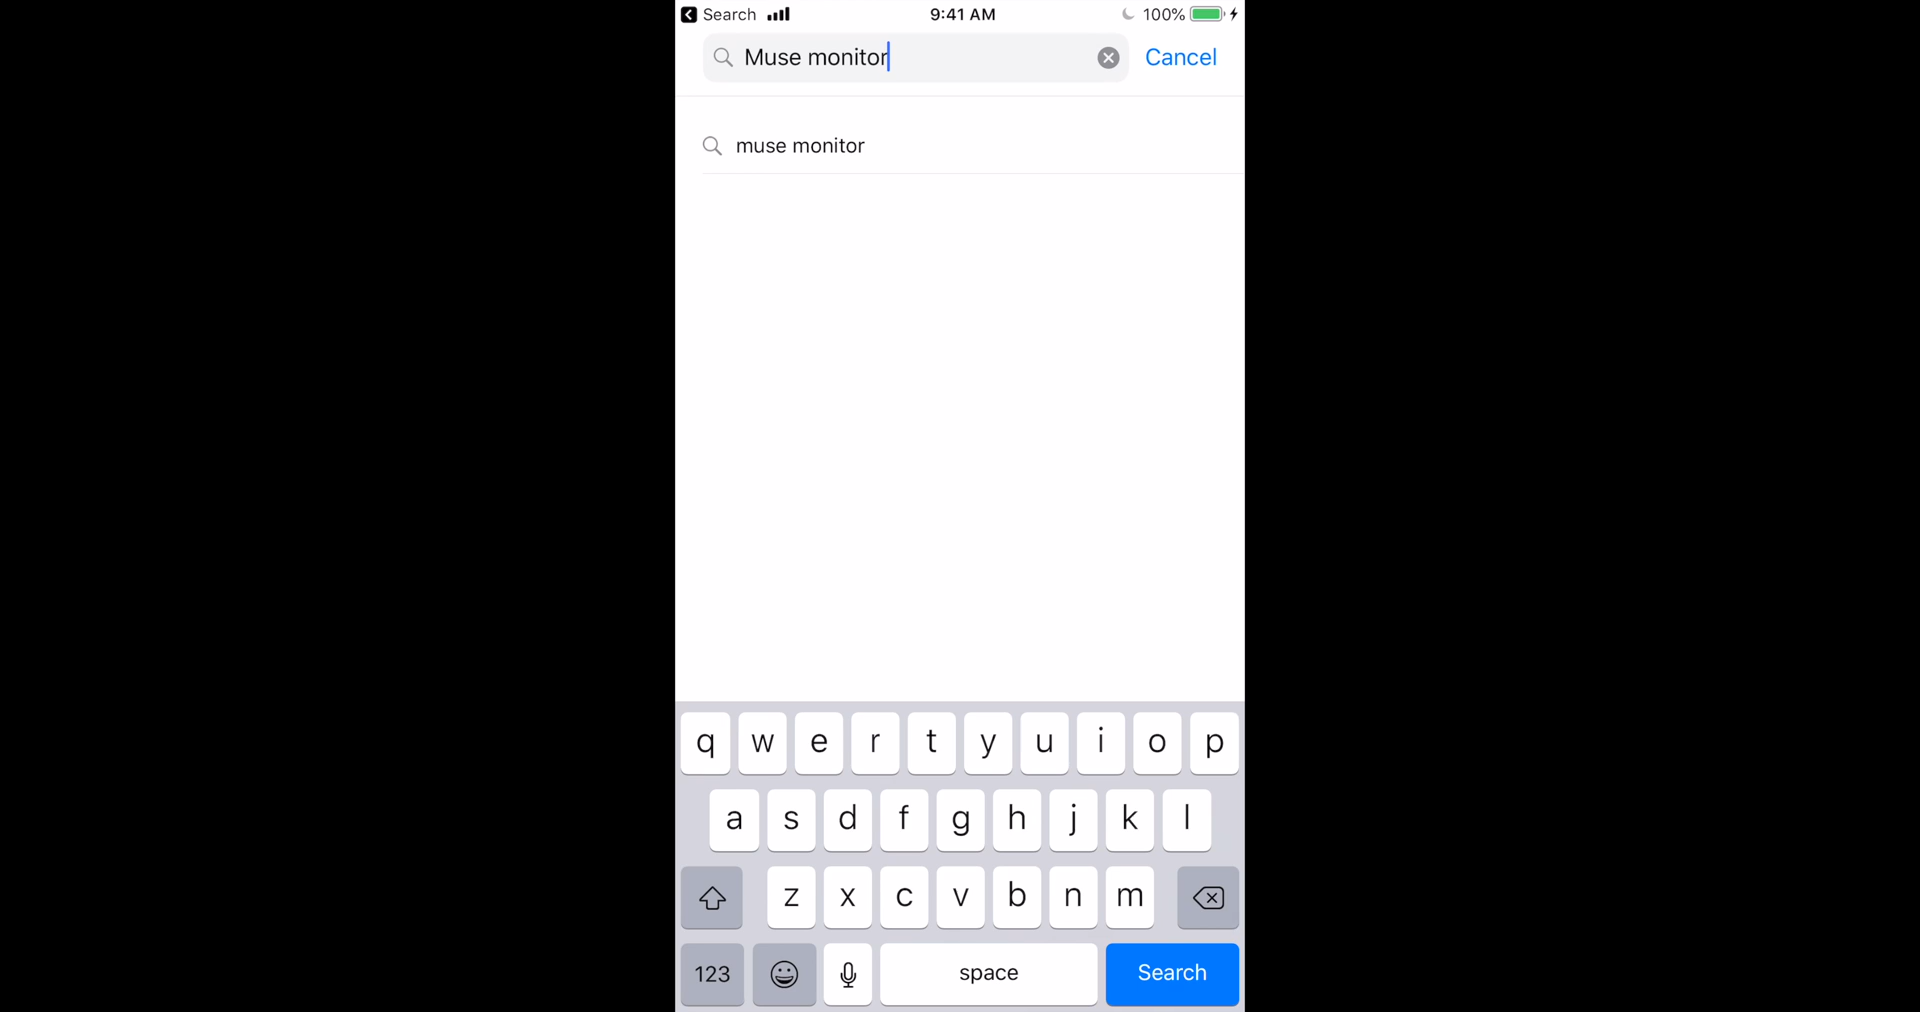 Search 9:41 AM 100%
Muse monitor Cancel
muse monitor
q w e r t y u i o p
a s d f g h j k l
z x c v b n m
123 space Search